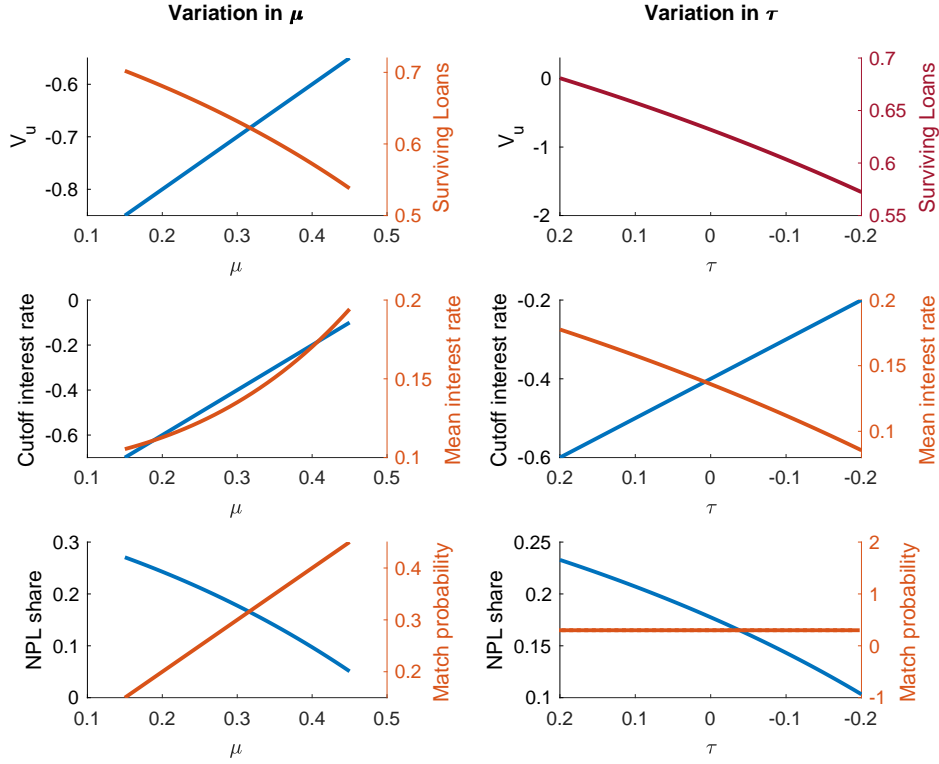 Variation in μ
Variation in τ
-0.6
-0.7
-0.8
V_u
0.7
0.6
0.5
Surviving Loans
0.1 0.2 0.3 0.4 0.5
μ
0
-1
-2
V_u
0.7
0.65
0.6
0.55
Surviving Loans
0.2 0.1 0 -0.1 -0.2
τ
0
-0.2
-0.4
-0.6
Cutoff interest rate
0.2
0.15
0.1
Mean interest rate
0.1 0.2 0.3 0.4 0.5
μ
-0.2
-0.4
-0.6
Cutoff interest rate
0.2
0.15
0.1
Mean interest rate
0.2 0.1 0 -0.1 -0.2
τ
0.3
0.2
0.1
0
NPL share
0.4
0.3
0.2
Match probability
0.1 0.2 0.3 0.4 0.5
μ
0.25
0.2
0.15
0.1
NPL share
2
1
0
-1
Match probability
0.2 0.1 0 -0.1 -0.2
τ